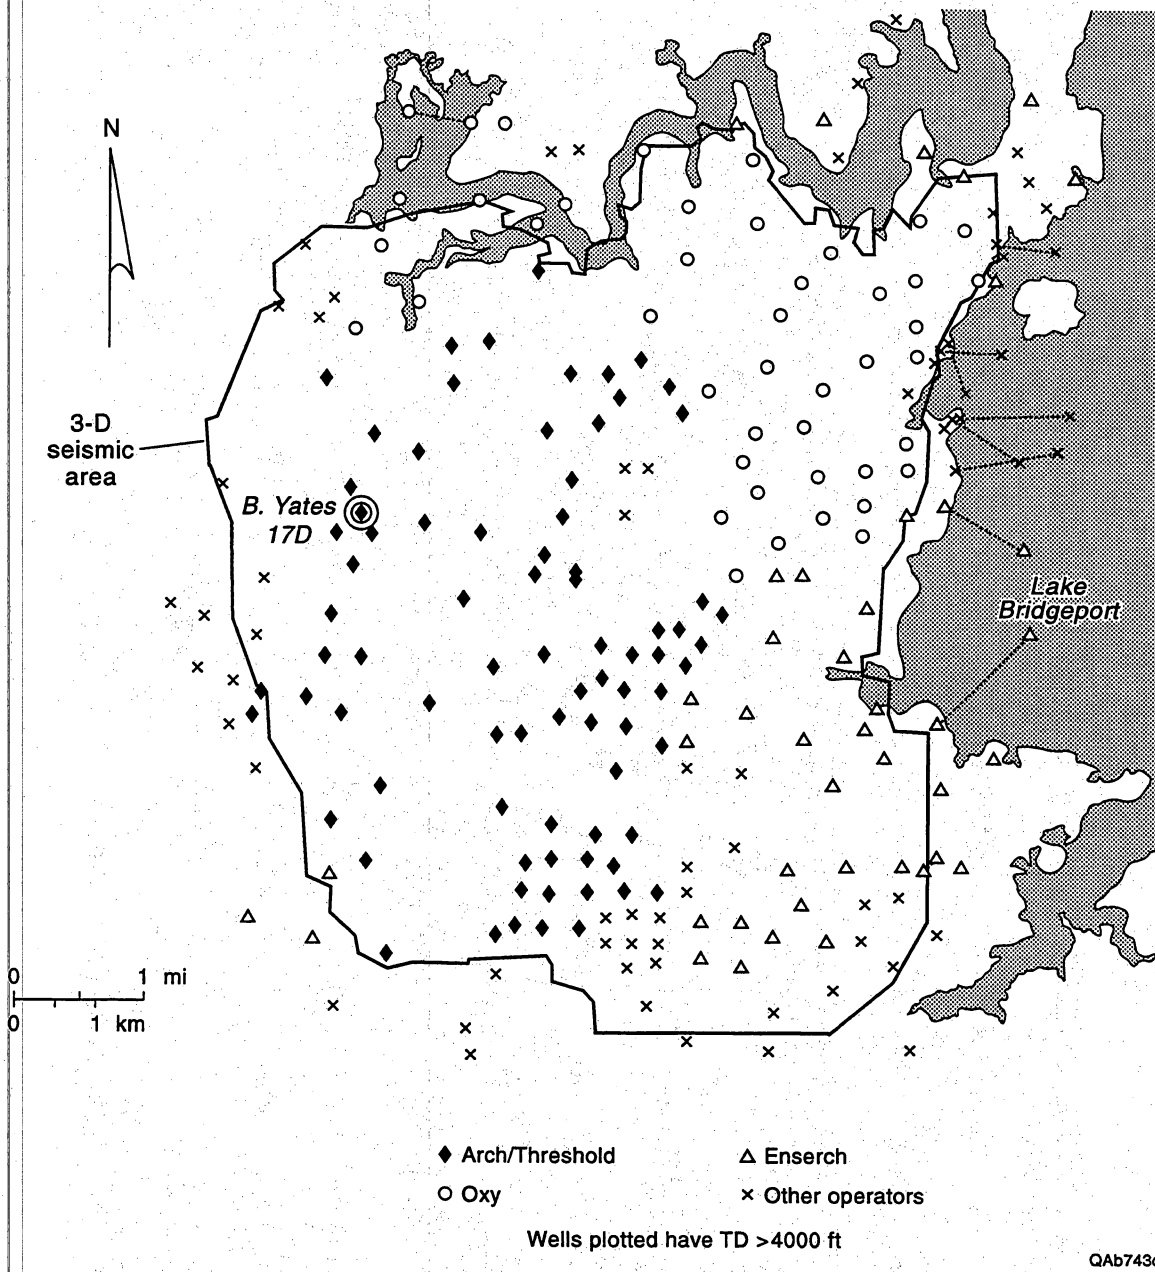 N
3-D
seismic
area
B. Yates
17D
Lake
Bridgeport
0 1 mi
0 1 km
Arch/Threshold
Enserch
Oxy
Other operators
Wells plotted have TD >4000 ft